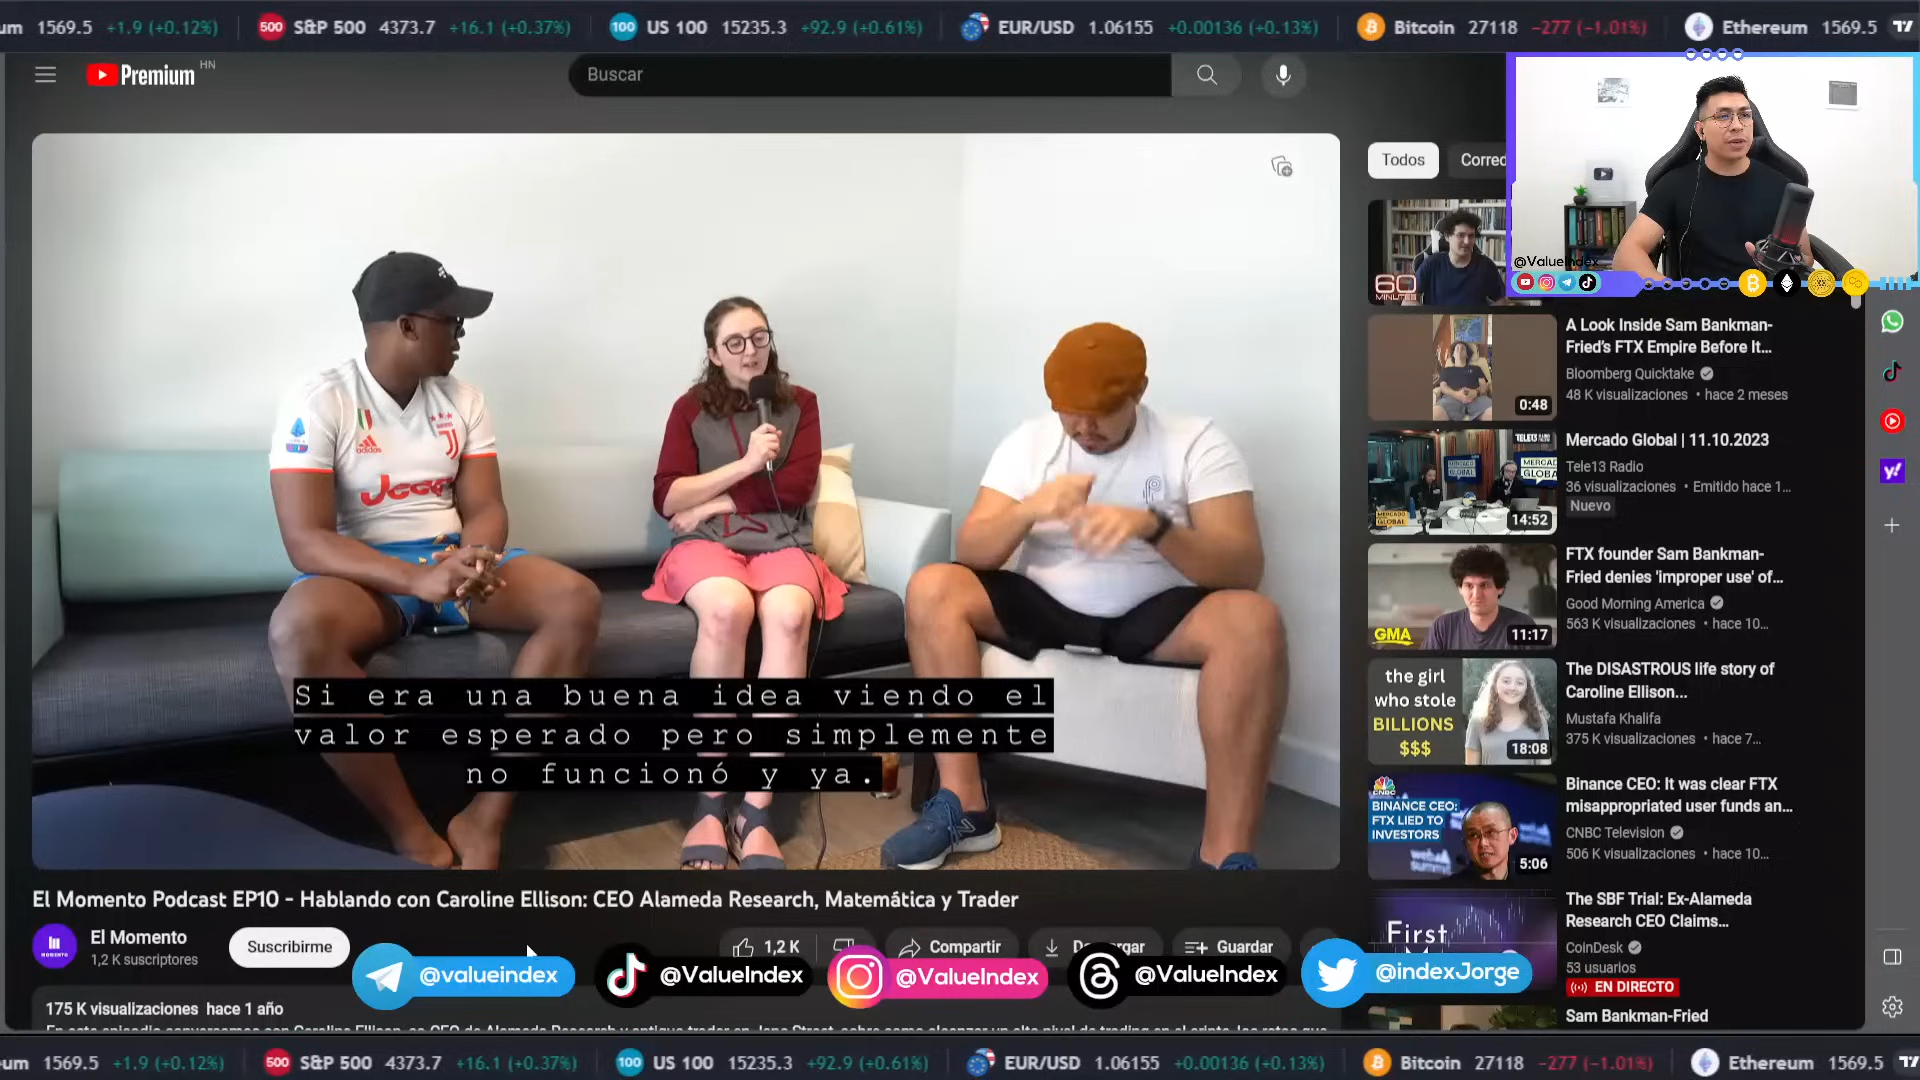 1569.5 +1.9 (+0.12%) S&P 500 4373.7 +16.1 (+0.37%) US 100 15235.3 +92.9 (+0.61%) EUR/USD 1.06155 +0.00136 (+0.13%) Bitcoin 27118 −277 (−1.01%) Ethereum 1569.5
Premium HN
Buscar
Todos
@ValueIndex
60
MINUTES
A Look Inside Sam Bankman-
Fried's FTX Empire Before It...
Bloomberg Quicktake
48 K visualizaciones • hace 2 meses
0:48
Mercado Global | 11.10.2023
Tele13 Radio
36 visualizaciones • Emitido hace 1...
Nuevo
14:52
FTX founder Sam Bankman-
Fried denies 'improper use' of...
Good Morning America
563 K visualizaciones • hace 10...
GMA
11:17
the girl
who stole
BILLIONS
$$$
18:08
The DISASTROUS life story of
Caroline Ellison...
Mustafa Khalifa
375 K visualizaciones • hace 7...
BINANCE CEO:
FTX LIED TO
INVESTORS
5:06
Binance CEO: It was clear FTX
misappropriated user funds an...
CNBC Television
506 K visualizaciones • hace 10...
First
The SBF Trial: Ex-Alameda
Research CEO Claims...
CoinDesk
53 usuarios
EN DIRECTO
Sam Bankman-Fried
Jeep
Si era una buena idea viendo el
valor esperado pero simplemente
no funcionó y ya.
El Momento Podcast EP10 - Hablando con Caroline Ellison: CEO Alameda Research, Matemática y Trader
El Momento
1,2 K suscriptores
Suscribirme
1,2 K
Compartir
Guardar
@valueindex
@ValueIndex
@ValueIndex
@ValueIndex
@indexJorge
175 K visualizaciones hace 1 año
1569.5 +1.9 (+0.12%) S&P 500 4373.7 +16.1 (+0.37%) US 100 15235.3 +92.9 (+0.61%) EUR/USD 1.06155 +0.00136 (+0.13%) Bitcoin 27118 −277 (−1.01%) Ethereum 1569.5